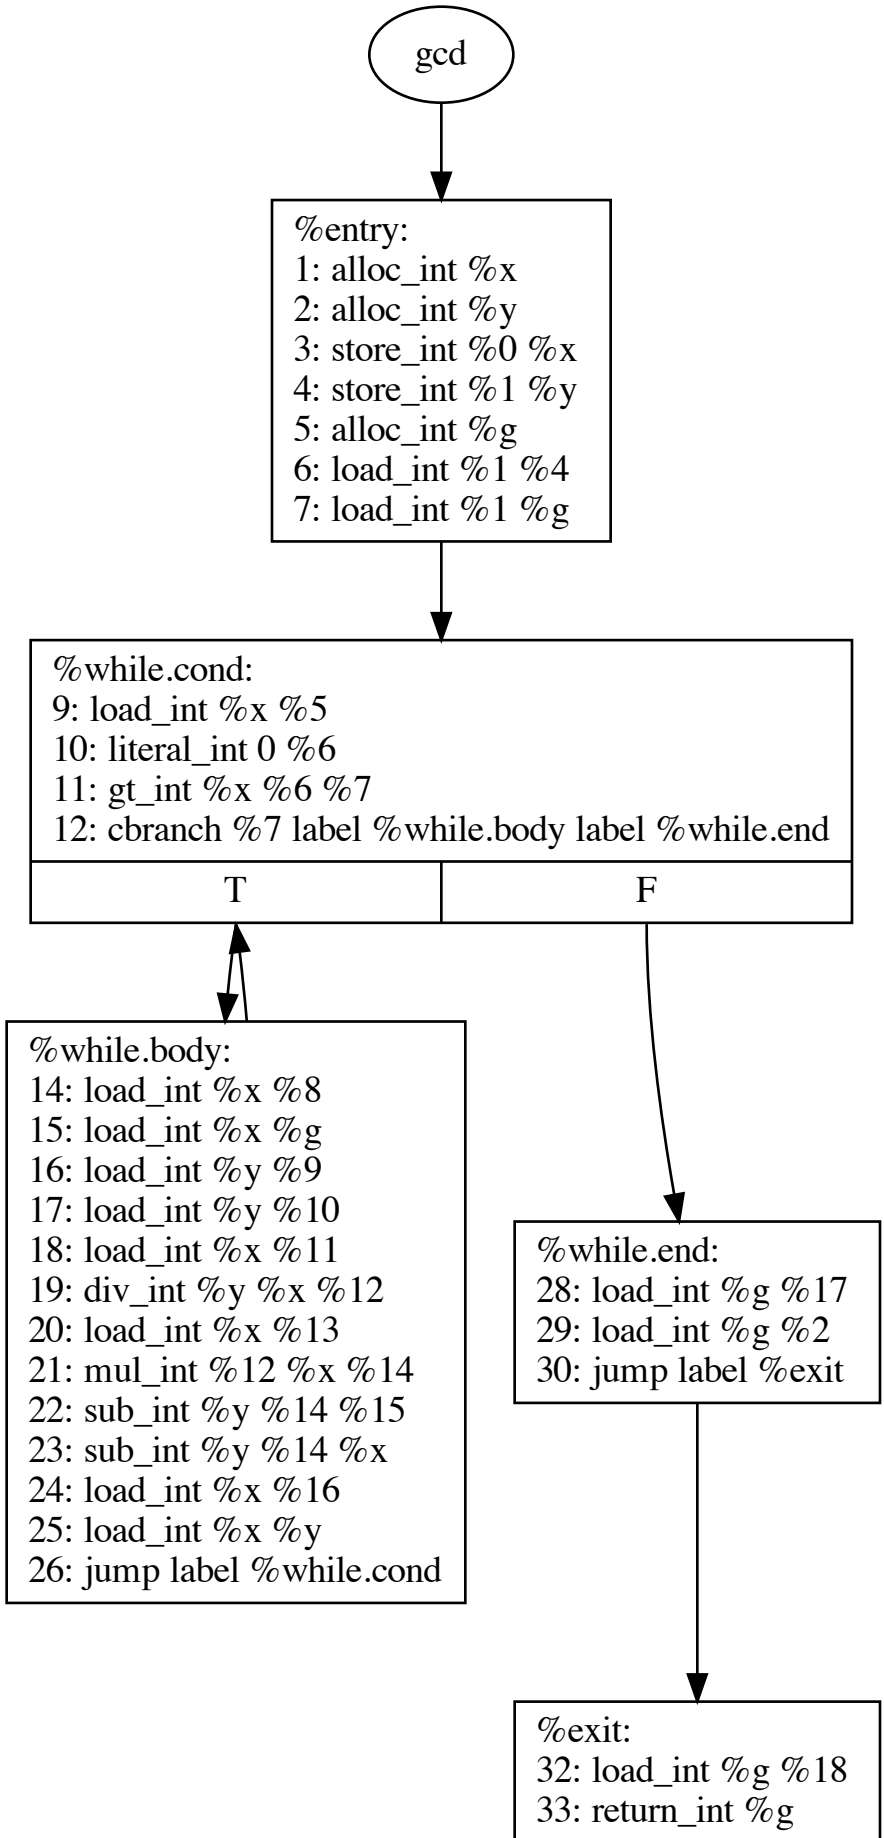 gcd
%entry:
1: alloc_int %x
2: alloc_int %y
3: store_int %0 %x
4: store_int %1 %y
5: alloc_int %g
6: load_int %1 %4
7: load_int %1 %g
%while.cond:
9: load_int %x %5
10: literal_int 0 %6
11: gt_int %x %6 %7
12: cbranch %7 label %while.body label %while.end
T
F
%while.body:
14: load_int %x %8
15: load_int %x %g
16: load_int %y %9
17: load_int %y %10
18: load_int %x %11
19: div_int %y %x %12
20: load_int %x %13
21: mul_int %12 %x %14
22: sub_int %y %14 %15
23: sub_int %y %14 %x
24: load_int %x %16
25: load_int %x %y
26: jump label %while.cond
%while.end:
28: load_int %g %17
29: load_int %g %2
30: jump label %exit
%exit:
32: load_int %g %18
33: return_int %g